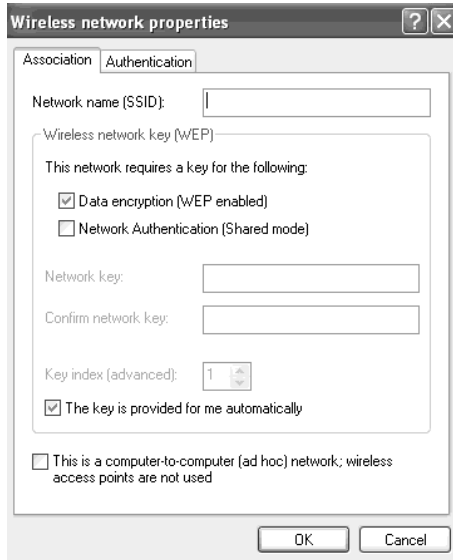 Wireless network properties
Association
Authentication
Network name (SSID):
Wireless network key (WEP)
This network requires a key for the following:
Data encryption (WEP enabled)
Network Authentication (Shared mode)
Network key:
Confirm network key:
Key index (advanced): 1
The key is provided for me automatically
This is a computer-to-computer (ad hoc) network; wireless
access points are not used
OK
Cancel